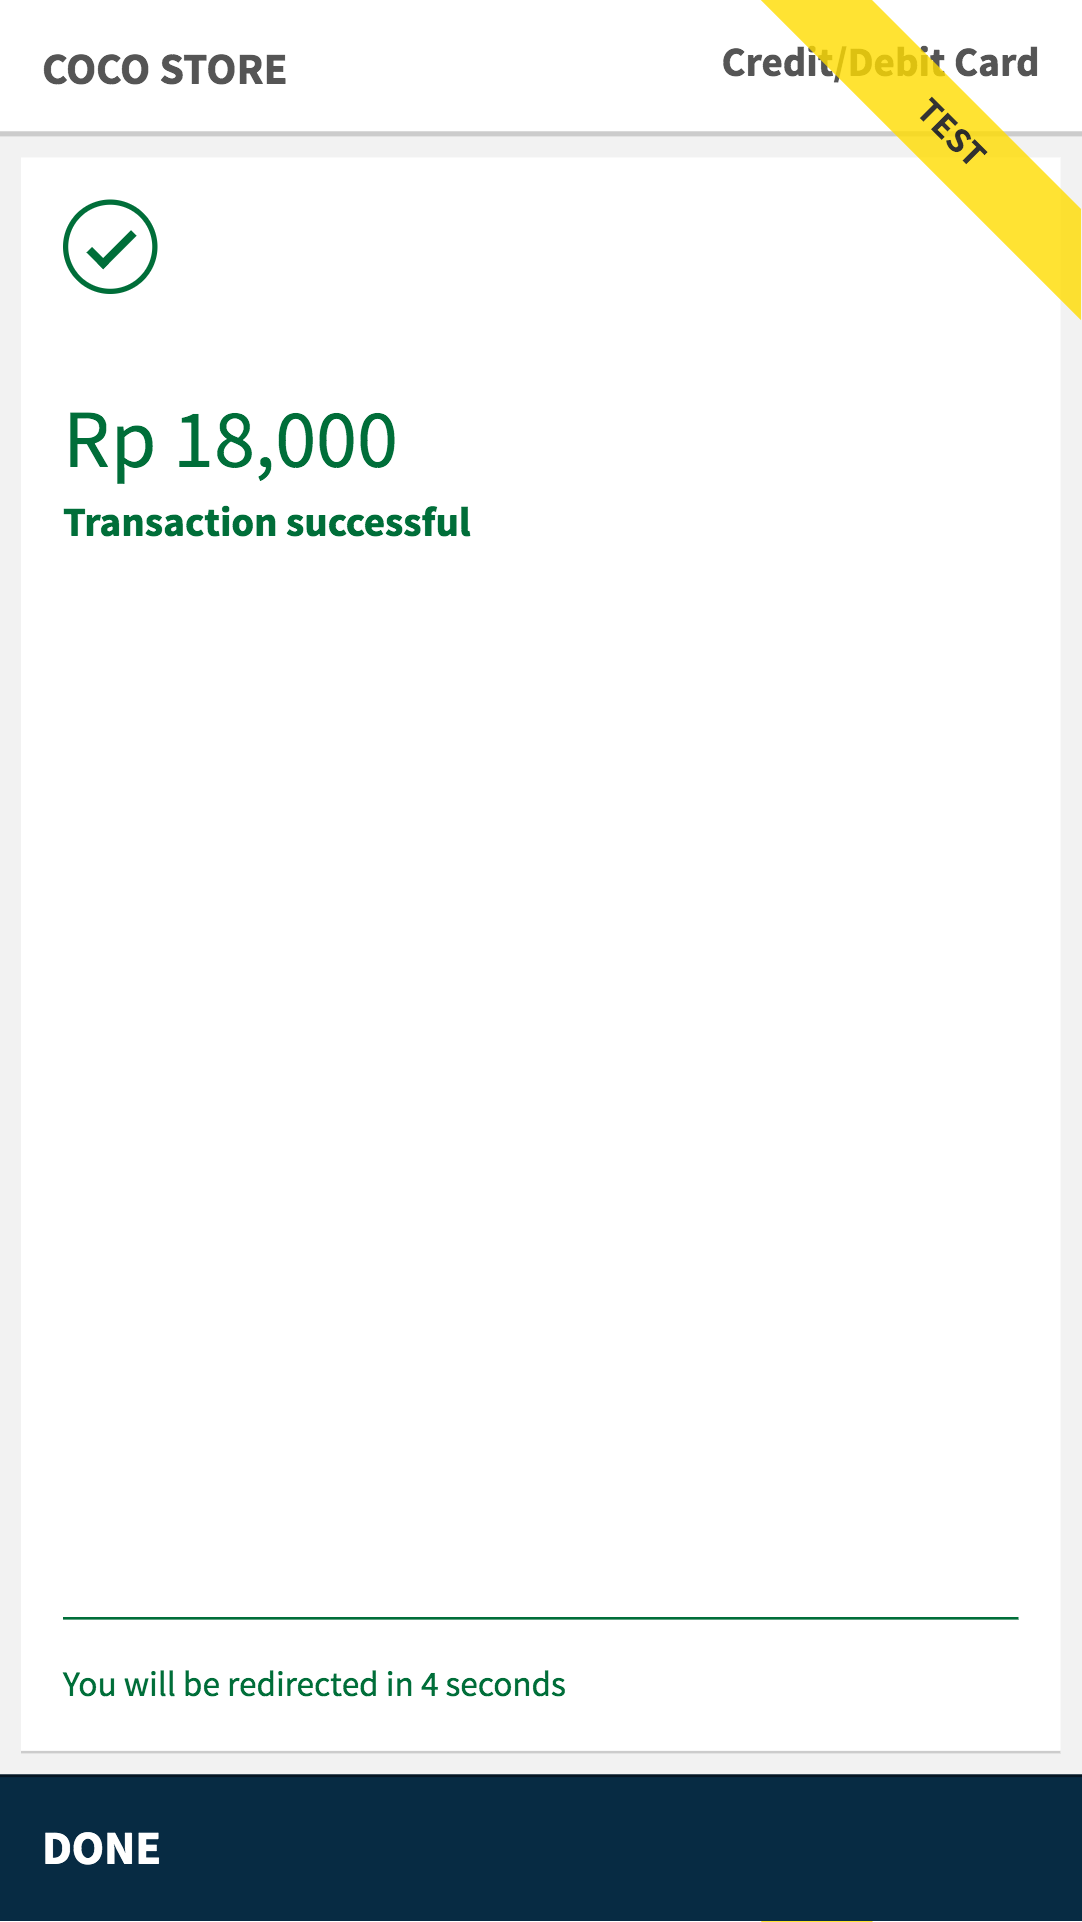 COCO STORE
Credit/Debit Card
TEST
Rp 18,000
Transaction successful
You will be redirected in 4 seconds
DONE